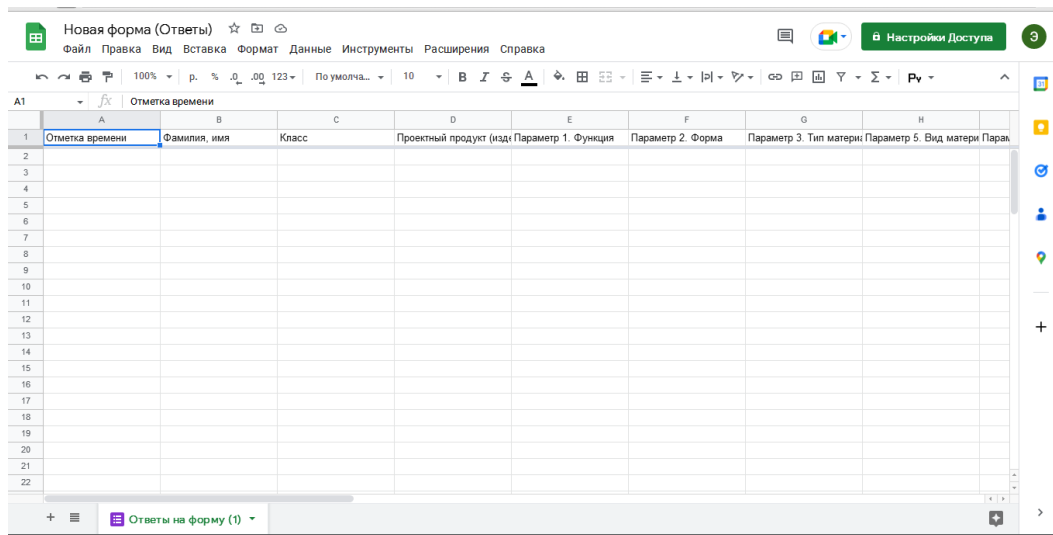 Новая форма (Ответы)
Файл Правка Вид Вставка Формат Данные Инструменты Расширения Справка
Настройки Доступа
Э
100% р. % .0 .00 123 По умолча... 10 B I S A
A1 fx Отметка времени
A B C D E F G H
1 Отметка времени Фамилия, имя Класс Проектный продукт (изде Параметр 1. Функция Параметр 2. Форма Параметр 3. Тип материа Параметр 5. Вид матери Парам
2
3
4
5
6
7
8
9
10
11
12
13
14
15
16
17
18
19
20
21
22
Ответы на форму (1)